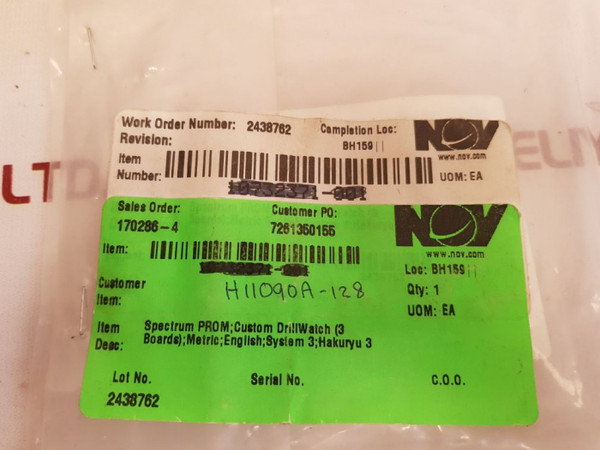 Work Order Number: 2438762 Completion Loc: NOV
Revision: BH159
www.nov.com
Item
Number: UOM: EA
Sales Order: Customer PO: NOV
170286-4 7261360155
www.nov.com
Item: Loc: BH159
Customer H11090A-128 Qty: 1
Item: UOM: EA
Item Spectrum PROM;Custom DrillWatch (3
Desc: Boards);Metric;English;System 3;Hakuryu 3
Lot No. Serial No. C.O.O.
2438762